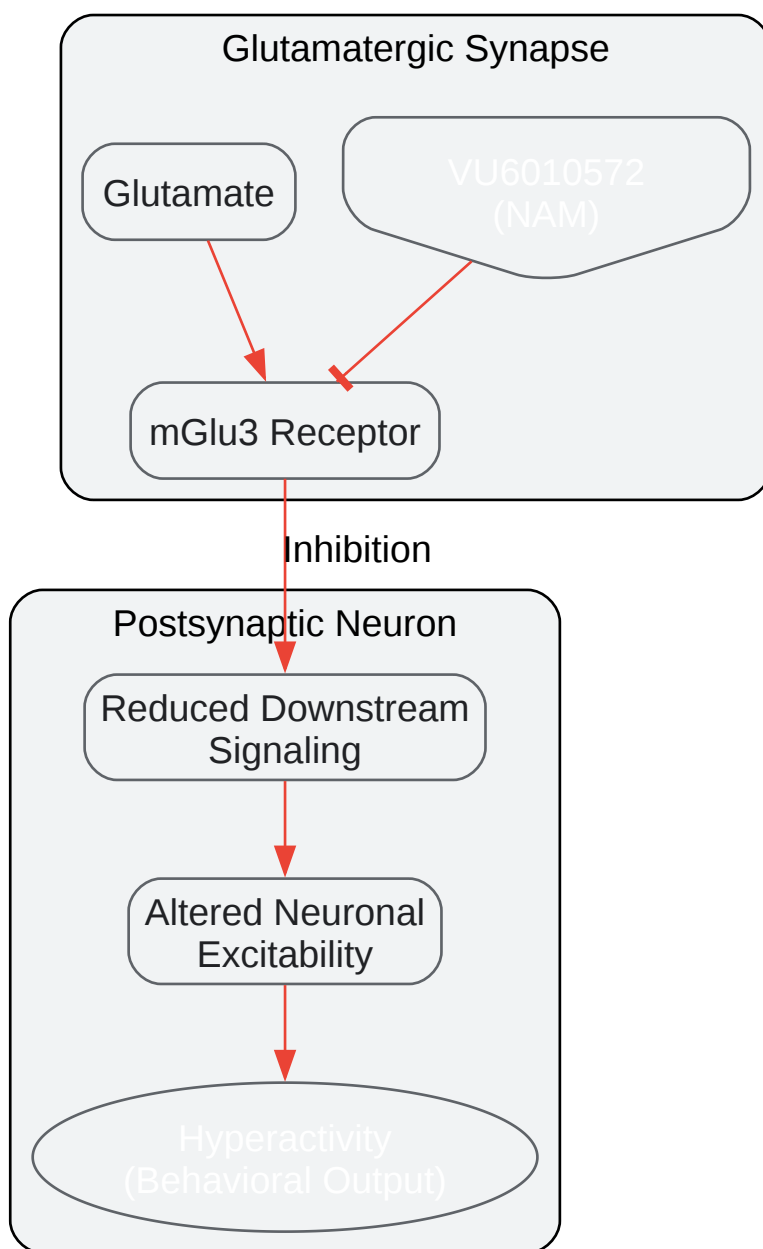 Glutamatergic Synapse
Glutamate
VU6010572
(NAM)
mGlu3 Receptor
Inhibition
Postsynaptic Neuron
Reduced Downstream
Signaling
Altered Neuronal
Excitability
Hyperactivity
(Behavioral Output)